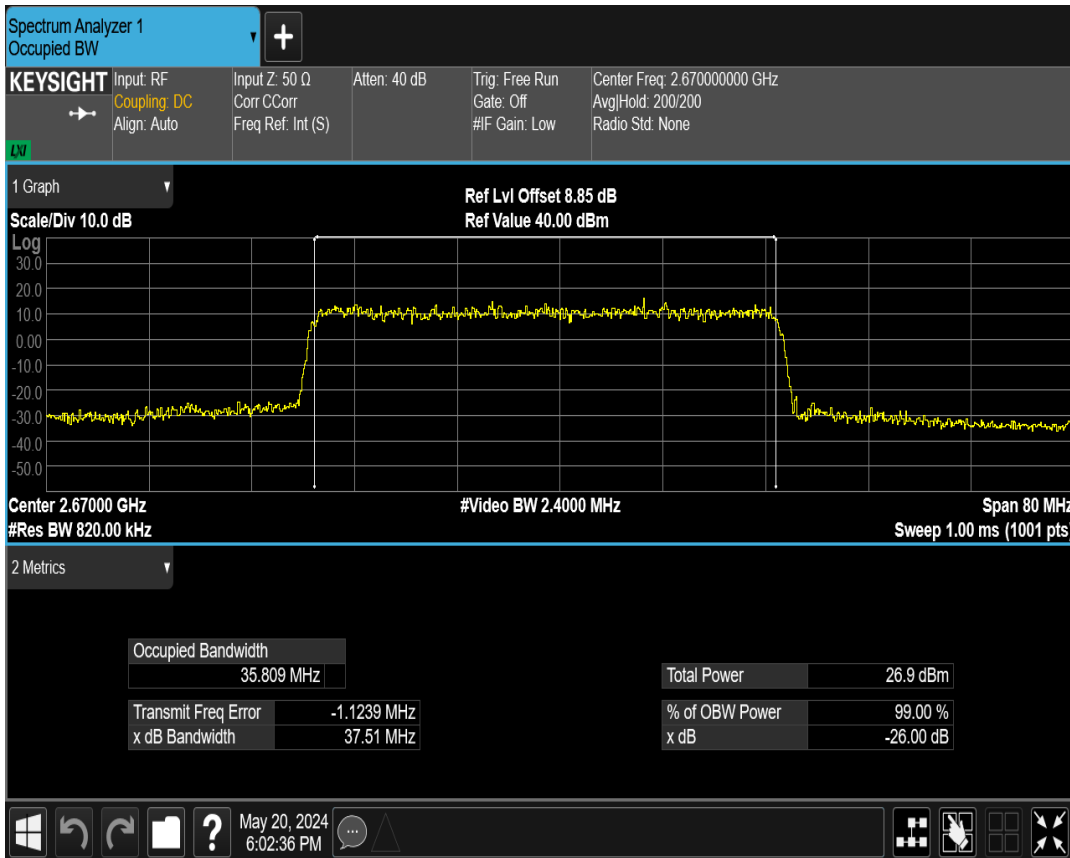 Spectrum Analyzer 1
Occupied BW
+
KEYSIGHT
LXI
Input: RF
Coupling: DC
Align: Auto
Input Z: 50 Ω
Corr CCorr
Freq Ref: Int (S)
Atten: 40 dB
Trig: Free Run
Gate: Off
#IF Gain: Low
Center Freq: 2.670000000 GHz
Avg|Hold: 200/200
Radio Std: None
1 Graph
Scale/Div 10.0 dB
Ref Lvl Offset 8.85 dB
Ref Value 40.00 dBm
Log
30.0
20.0
10.0
0.00
-10.0
-20.0
-30.0
-40.0
-50.0
Center 2.67000 GHz
#Res BW 820.00 kHz
#Video BW 2.4000 MHz
Span 80 MHz
Sweep 1.00 ms (1001 pts)
2 Metrics
Occupied Bandwidth
35.809 MHz
Transmit Freq Error -1.1239 MHz
x dB Bandwidth 37.51 MHz
Total Power 26.9 dBm
% of OBW Power 99.00 %
x dB -26.00 dB
?
May 20, 2024
6:02:36 PM